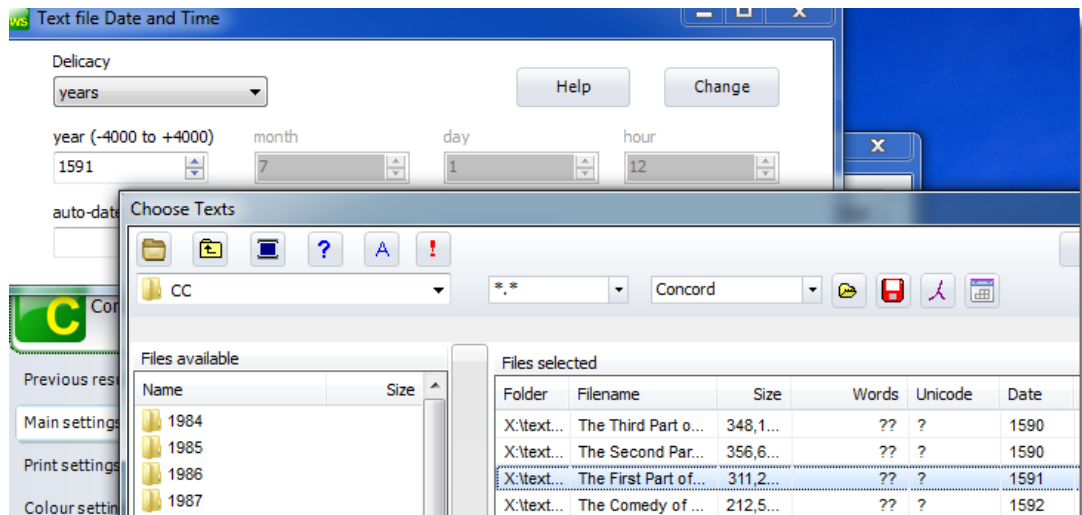 WS Text file Date and Time
Delicacy
years
Help
Change
year (-4000 to +4000) month day hour
1591 7 1 12
auto-date
Choose Texts
CC
*.*
Concord
C
Previous
Main settings
Print settings
Files available
Name Size
1984
1985
1986
1987
Files selected
Folder Filename Size Words Unicode Date
X:\text... The Third Part o... 348,1... ?? ? 1590
X:\text... The Second Par... 356,6... ?? ? 1590
X:\text... The First Part of... 311,2... ?? ? 1591
X:\text... The Comedy of ... 212,5... ?? ? 1592